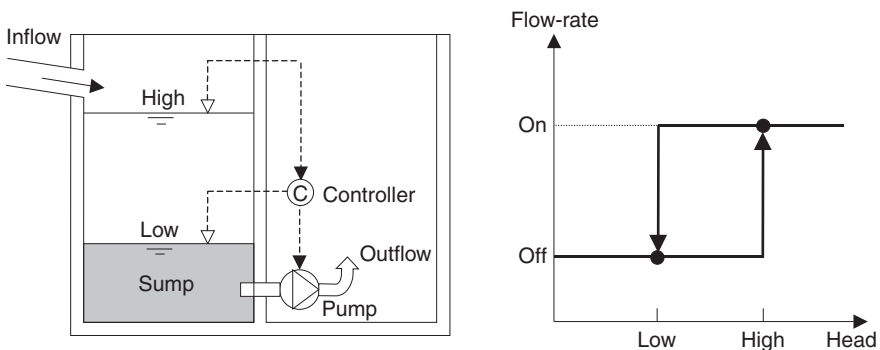 Inflow
High
C
Controller
Low
Outflow
Sump
Pump
Flow-rate
On
Off
Low
High
Head